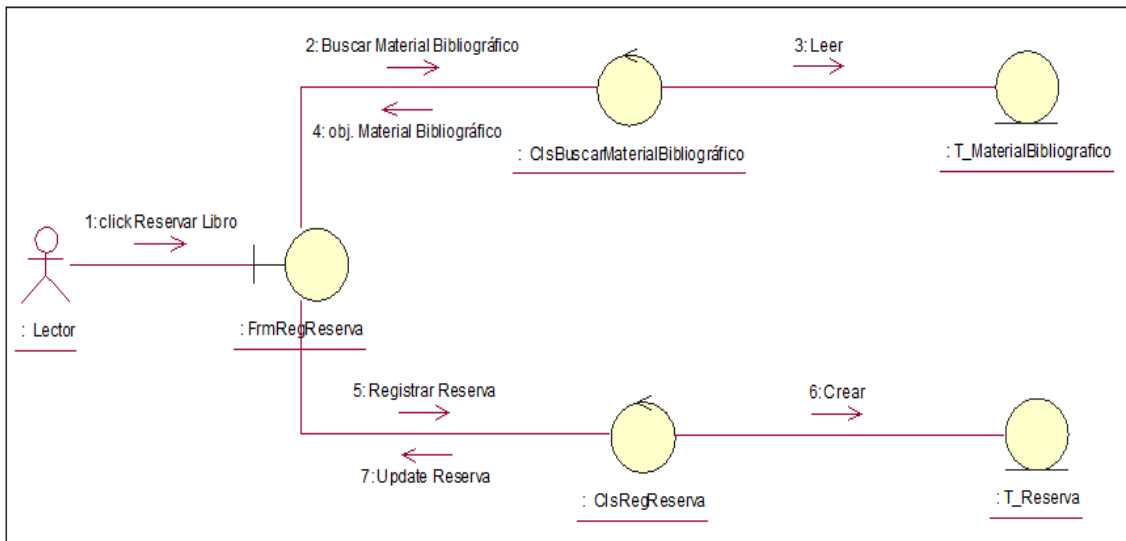 2: Buscar Material Bibliográfico
3: Leer
4: obj. Material Bibliográfico
: ClsBuscarMaterialBibliográfico
: T_MaterialBibliografico
1: click Reservar Libro
: Lector
: FrmRegReserva
5: Registrar Reserva
6: Crear
7: Update Reserva
: ClsRegReserva
: T_Reserva